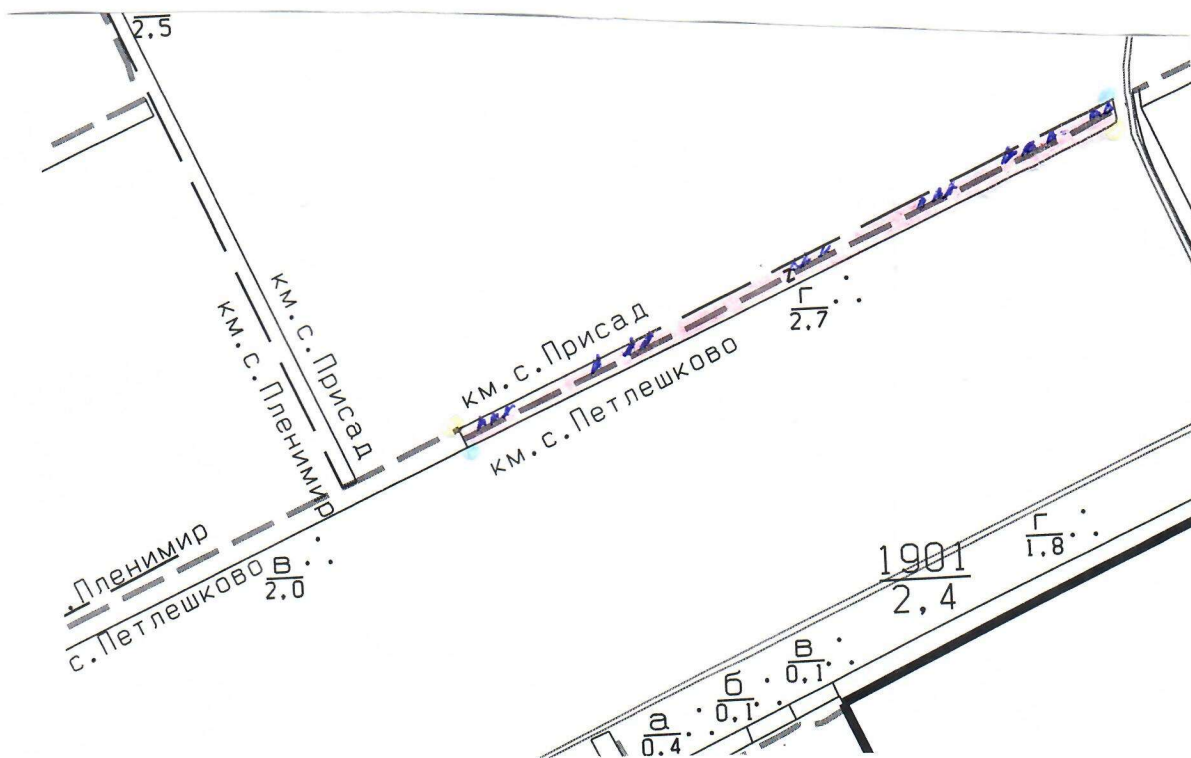 2,5
км.с.Присад
км.с.Пленимир
км.с.Присад
км.с.Петлешково
г
2,7
.Пленимир
с.Петлешково
в
2,0
1901
2,4
г
1,8
а
0,4
б
0,1
в
0,1